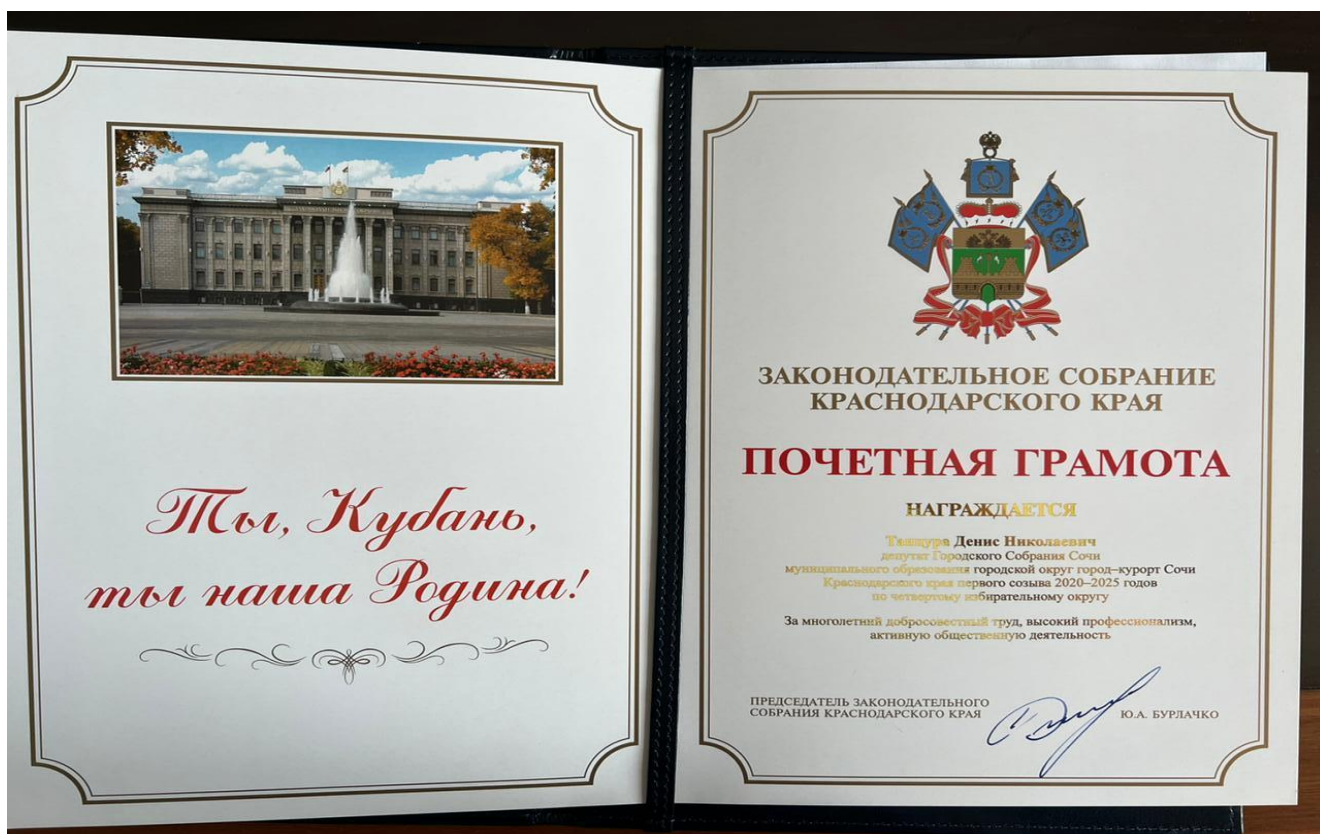 Ты, Кубань,
ты наша Родина!
ЗАКОНОДАТЕЛЬНОЕ СОБРАНИЕ
КРАСНОДАРСКОГО КРАЯ
ПОЧЕТНАЯ ГРАМОТА
НАГРАЖДАЕТСЯ
Танцура Денис Николаевич
депутат Городского Собрания Сочи
муниципального образования городской округ город–курорт Сочи
Краснодарского края первого созыва 2020–2025 годов
по четвертому избирательному округу
За многолетний добросовестный труд, высокий профессионализм,
активную общественную деятельность
ПРЕДСЕДАТЕЛЬ ЗАКОНОДАТЕЛЬНОГО
СОБРАНИЯ КРАСНОДАРСКОГО КРАЯ
Ю.А. БУРЛАЧКО